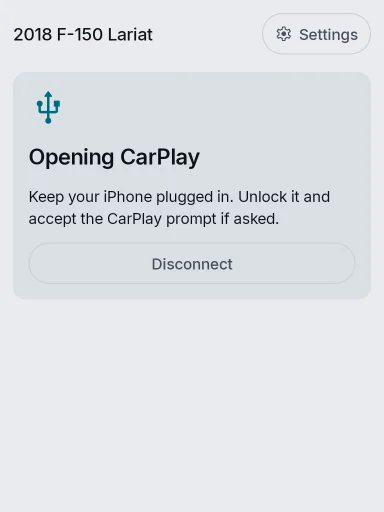 2018 F-150 Lariat
Settings
Opening CarPlay
Keep your iPhone plugged in. Unlock it and
accept the CarPlay prompt if asked.
Disconnect